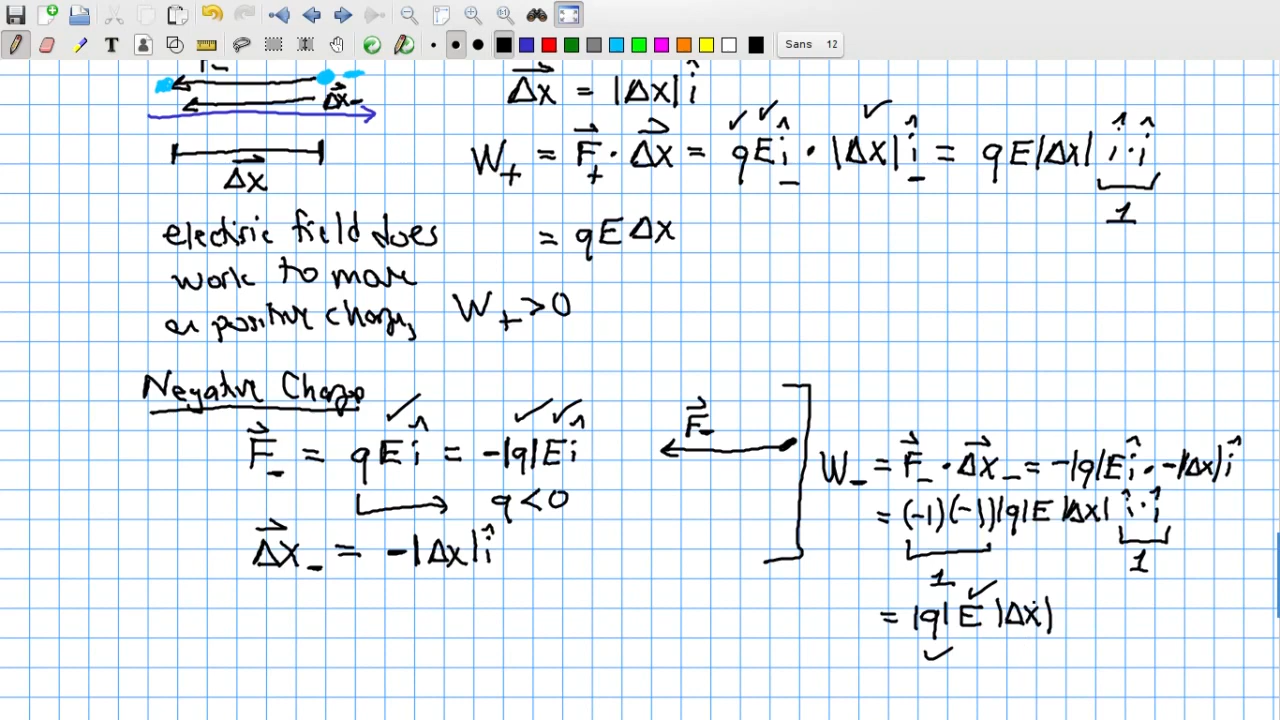 Sans 12
F₋
Δx⃗₋
Δx⃗
Δx⃗ = |Δx| î
W₊ = F⃗₊ · Δx⃗ = qE î · |Δx| î = qE|Δx| î·î
1
= qEΔx
electric field does
work to move
a positive charge,
W₊ > 0
Negative Charge
F⃗₋ = qE î = -|q|E î
q < 0
Δx⃗₋ = -|Δx| î
F⃗₋
W₋ = F⃗₋ · Δx⃗₋ = -|q|E î · -|Δx| î
= (-1)(-1)|q|E |Δx| î·î
1 1
= |q|E|Δx|